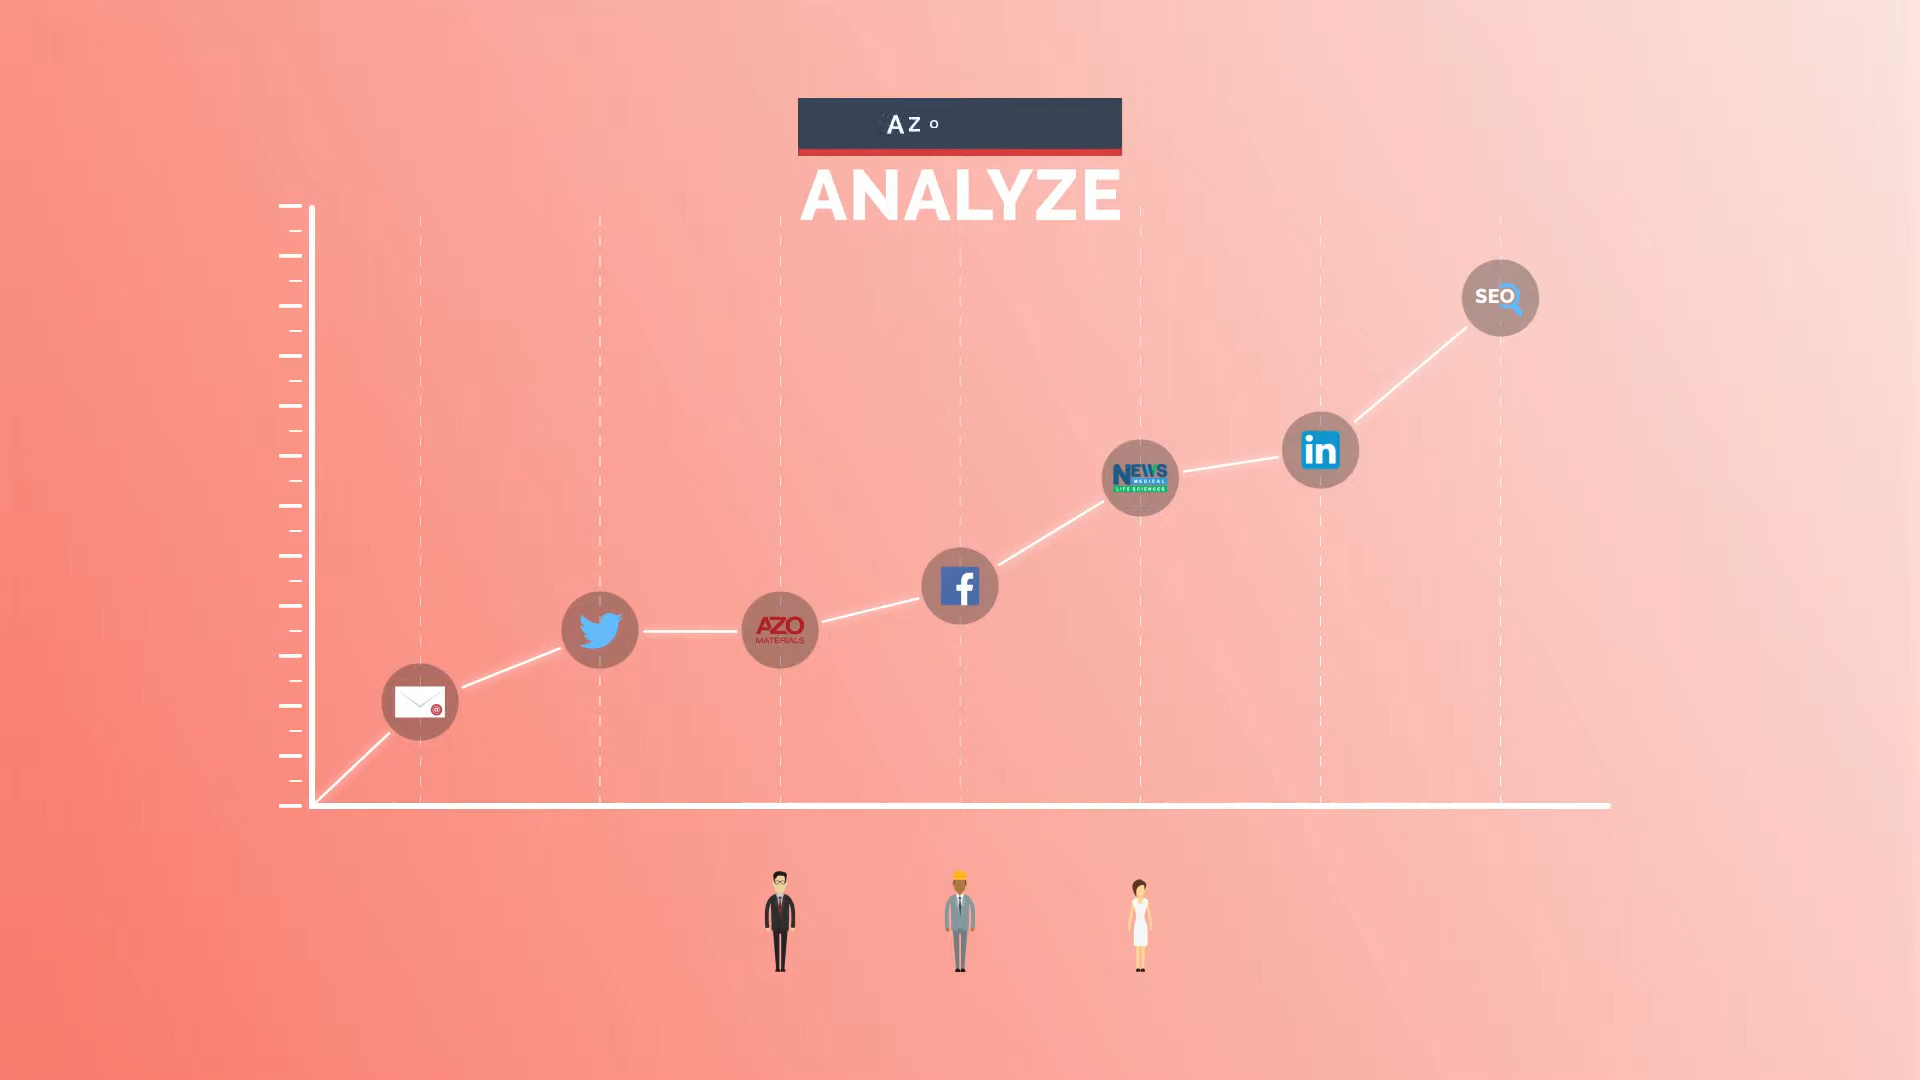 AZo
ANALYZE
SEO
in
NEWS
MEDICAL
LIFE SCIENCES
f
AZO
MATERIALS
@